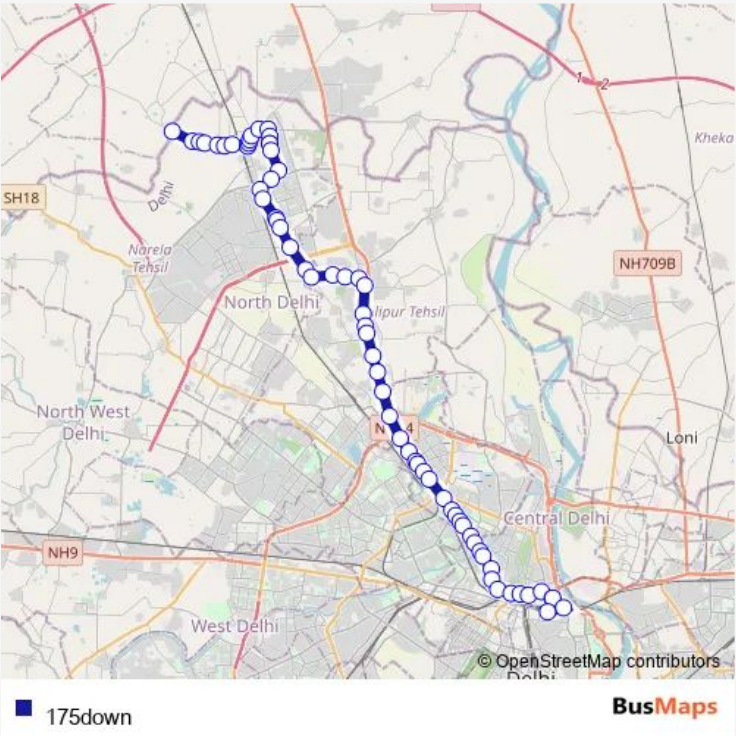 1
2
Kheka
Delhi
SH18
Narela
Tehsil
NH709B
North Delhi
lipur Tehsil
North West
Delhi
N 4
Loni
Central Delhi
NH9
West Delhi
© OpenStreetMap contributors
Delhi
175down
BusMaps